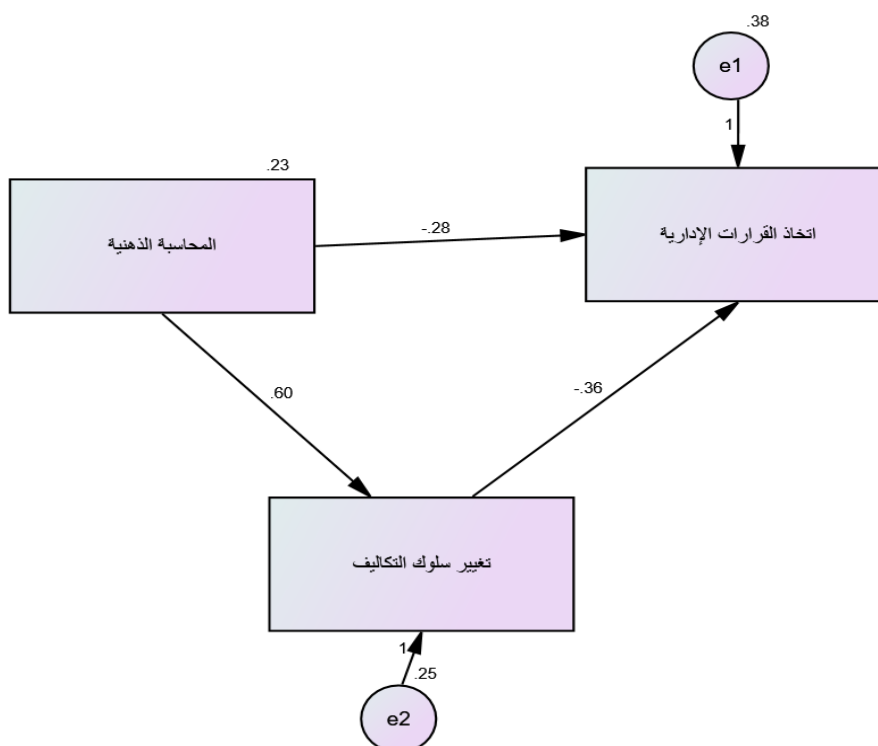 .38
e1
1
.23
المحاسبة الذهنية
-.28
اتخاذ القرارات الإدارية
.60
-.36
تغيير سلوك التكاليف
1
.25
e2